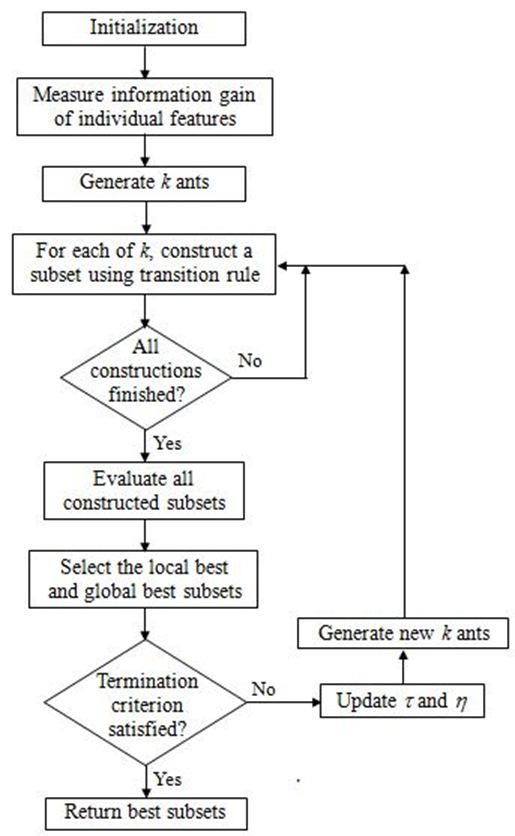 Initialization
Measure information gain
of individual features
Generate k ants
For each of k, construct a
subset using transition rule
All
constructions
finished?
No
Yes
Evaluate all
constructed subsets
Select the local best
and global best subsets
Generate new k ants
Termination
criterion
satisfied?
No
Update τ and η
Yes
Return best subsets